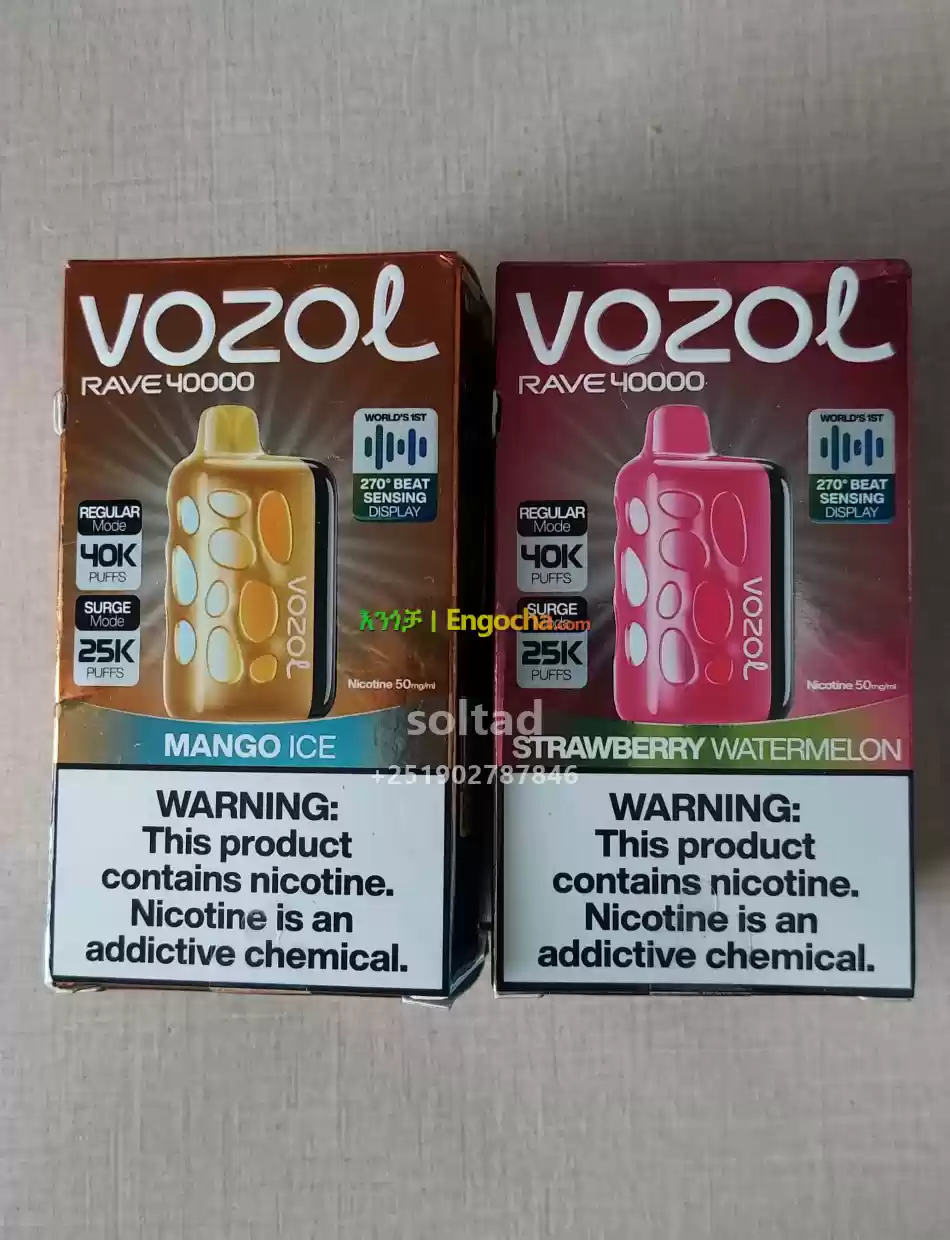 VOZOL
RAVE 40000
WORLD'S 1ST
270° BEAT
SENSING
DISPLAY
REGULAR
Mode
40K
PUFFS
SURGE
Mode
25K
PUFFS
VOZOL
Nicotine 50mg/ml
MANGO ICE
WARNING:
This product
contains nicotine.
Nicotine is an
addictive chemical.
VOZOL
RAVE 40000
WORLD'S 1ST
270° BEAT
SENSING
DISPLAY
REGULAR
Mode
40K
PUFFS
SURGE
25K
PUFFS
VOZOL
Nicotine 50mg/ml
STRAWBERRY WATERMELON
WARNING:
This product
contains nicotine.
Nicotine is an
addictive chemical.
እንጎቻ | Engocha.com
soltad
+251902787846